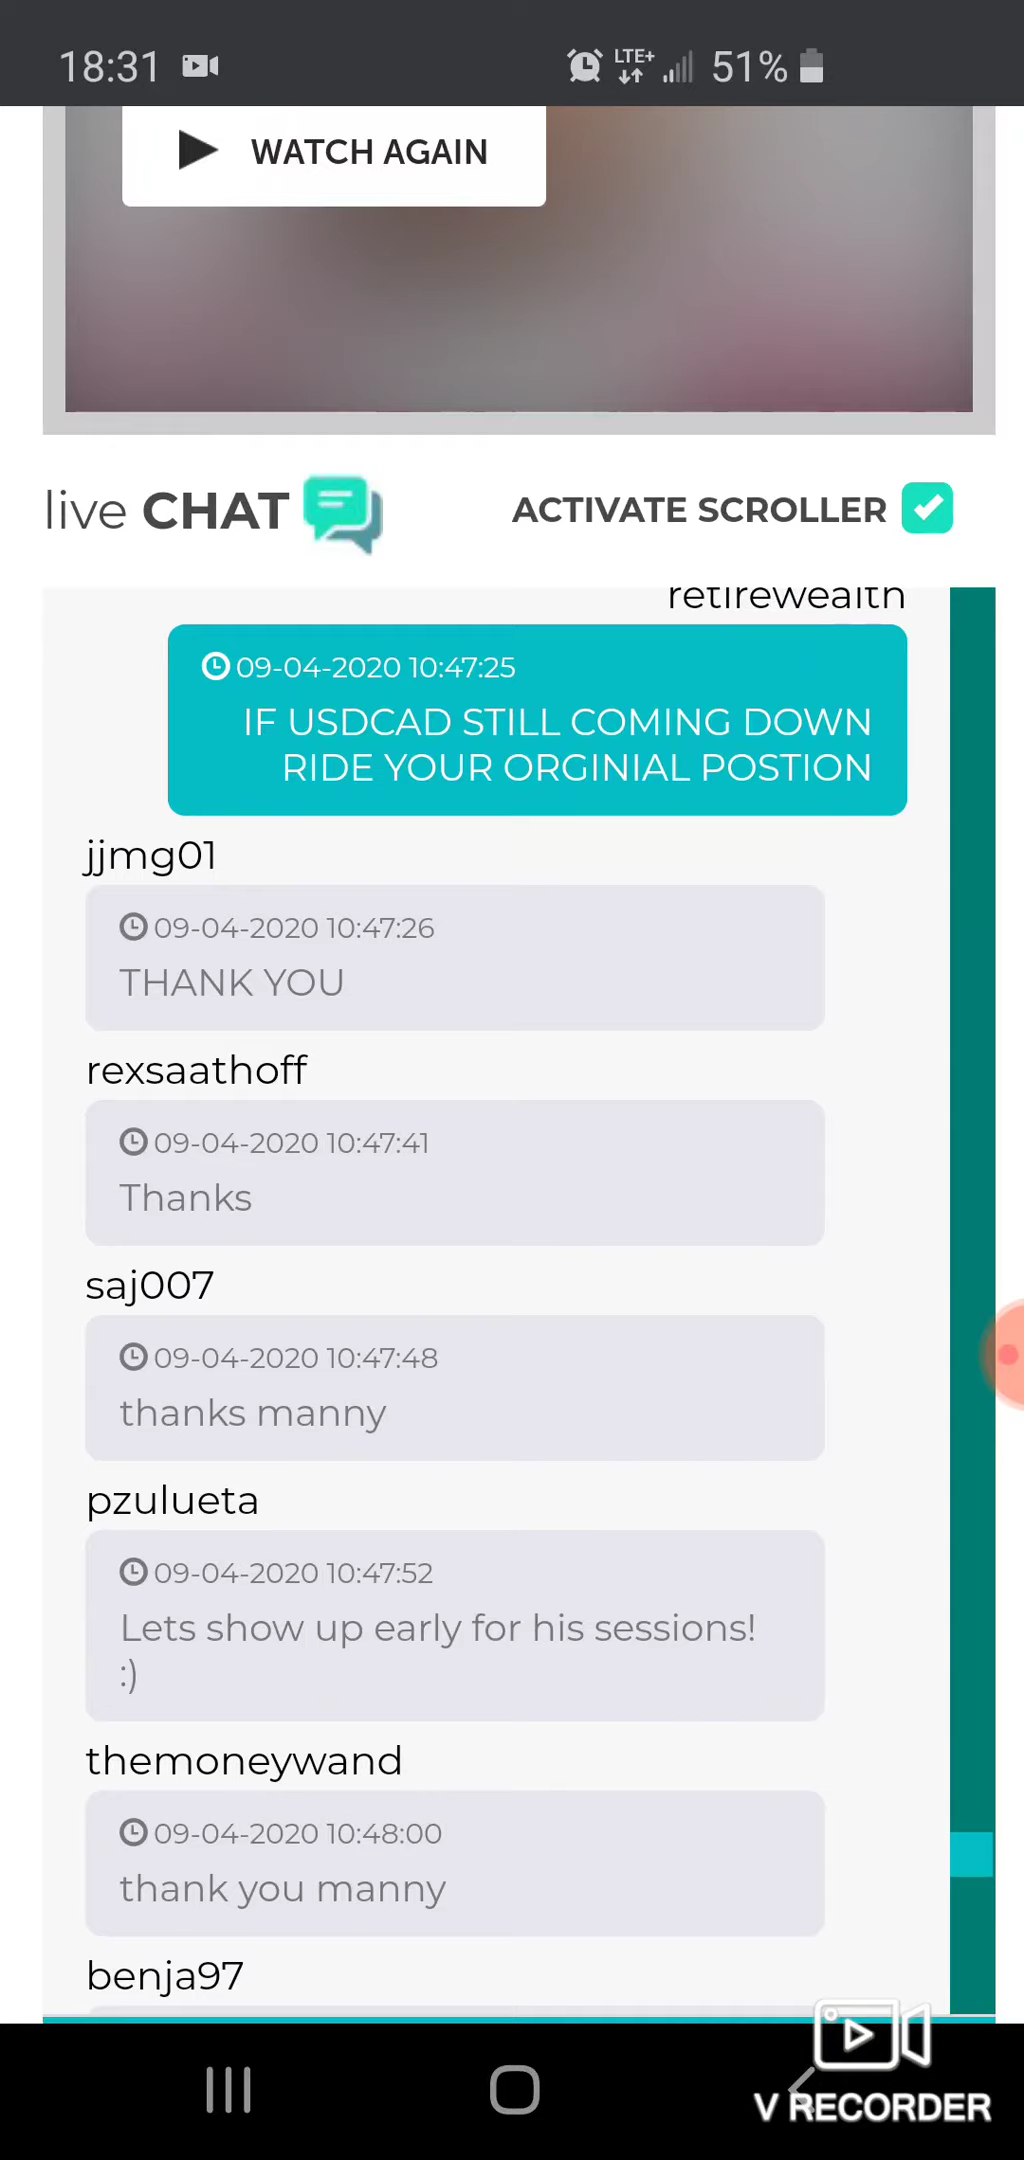 18:31 LTE+ 51%
WATCH AGAIN
live CHAT ACTIVATE SCROLLER
retirewealth
09-04-2020 10:47:25
IF USDCAD STILL COMING DOWN
RIDE YOUR ORGINIAL POSTION
jjmg01
09-04-2020 10:47:26
THANK YOU
rexsaathoff
09-04-2020 10:47:41
Thanks
saj007
09-04-2020 10:47:48
thanks manny
pzulueta
09-04-2020 10:47:52
Lets show up early for his sessions!
:)
themoneywand
09-04-2020 10:48:00
thank you manny
benja97
V RECORDER